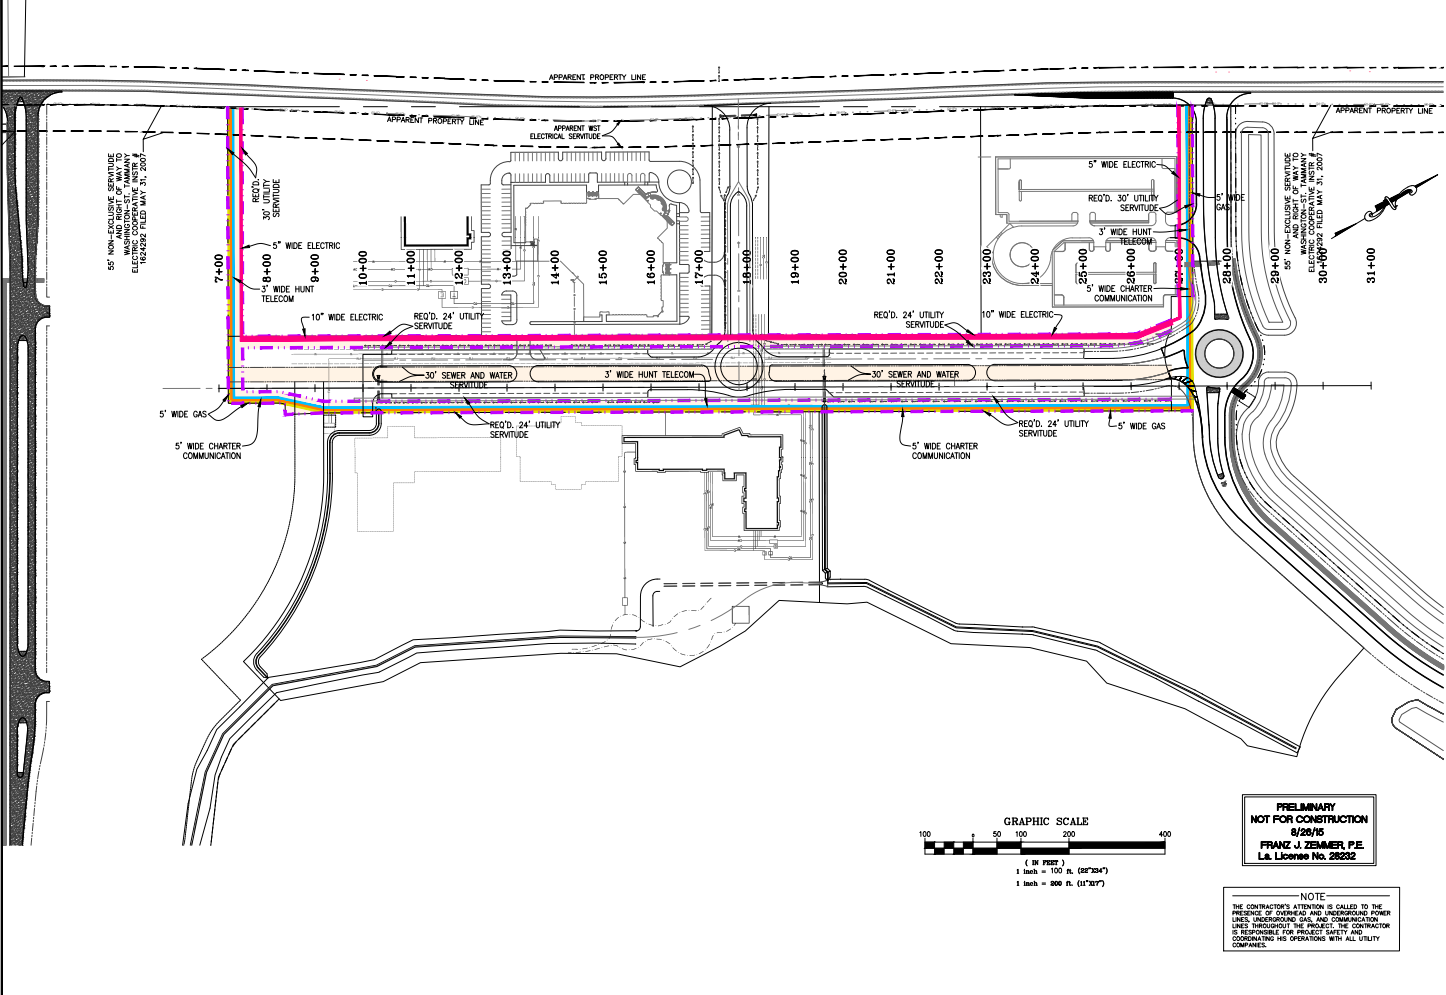 APPARENT PROPERTY LINE
APPARENT PROPERTY LINE
APPARENT PROPERTY LINE
APPARENT WST
ELECTRICAL SERVITUDE
55' NON-EXCLUSIVE SERVITUDE
AND RIGHT OF WAY TO
WASHINGTON-ST. TAMMANY
ELECTRIC COOPERATIVE INSTR #
1624292 FILED MAY 31, 2007
REQ'D.
30' UTILITY
SERVITUDE
5" WIDE ELECTRIC
3' WIDE HUNT
TELECOM
10" WIDE ELECTRIC
REQ'D. 24' UTILITY
SERVITUDE
5" WIDE ELECTRIC
REQ'D. 30' UTILITY
SERVITUDE
5' WIDE
GAS
3' WIDE HUNT
TELECOM
5' WIDE CHARTER
COMMUNICATION
REQ'D. 24' UTILITY
SERVITUDE
10" WIDE ELECTRIC
55' NON-EXCLUSIVE SERVITUDE
AND RIGHT OF WAY TO
WASHINGTON-ST. TAMMANY
ELECTRIC COOPERATIVE INSTR #
FILED MAY 31, 2007
7+00
8+00
9+00
10+00
11+00
12+00
13+00
14+00
15+00
16+00
17+00
18+00
19+00
20+00
21+00
22+00
23+00
24+00
25+00
26+00
28+00
29+00
30+00
31+00
30' SEWER AND WATER
SERVITUDE
3' WIDE HUNT TELECOM
30' SEWER AND WATER
SERVITUDE
5' WIDE GAS
5' WIDE CHARTER
COMMUNICATION
REQ'D. 24' UTILITY
SERVITUDE
5' WIDE CHARTER
COMMUNICATION
REQ'D. 24' UTILITY
SERVITUDE
5' WIDE GAS
GRAPHIC SCALE
100 0 50 100 200 400
( IN FEET )
1 inch = 100 ft. (22"X34")
1 inch = 200 ft. (11"X17")
PRELIMINARY
NOT FOR CONSTRUCTION
8/26/15
FRANZ J. ZEMMER, P.E.
La. License No. 28232
NOTE
THE CONTRACTOR'S ATTENTION IS CALLED TO THE
PRESENCE OF OVERHEAD AND UNDERGROUND POWER
LINES, UNDERGROUND GAS, AND COMMUNICATION
LINES THROUGHOUT THE PROJECT. THE CONTRACTOR
IS RESPONSIBLE FOR PROJECT SAFETY AND
COORDINATING HIS OPERATIONS WITH ALL UTILITY
COMPANIES.